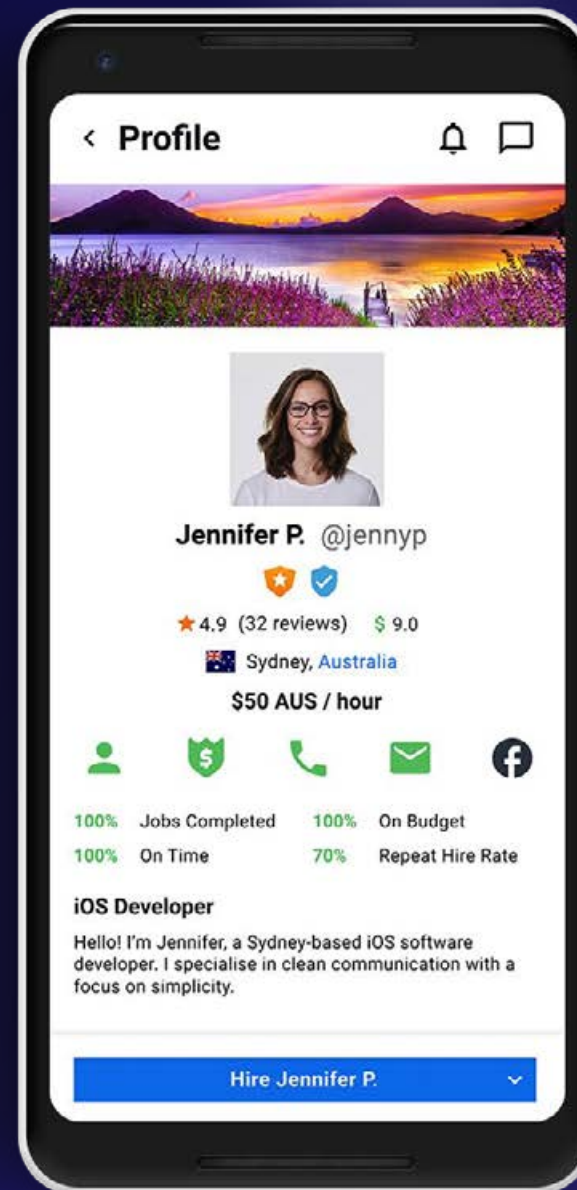 Profile
Jennifer P. @jennyp
4.9 (32 reviews) $ 9.0
Sydney, Australia
$50 AUS / hour
$
100% Jobs Completed 100% On Budget
100% On Time 70% Repeat Hire Rate
iOS Developer
Hello! I'm Jennifer, a Sydney-based iOS software
developer. I specialise in clean communication with a
focus on simplicity.
Hire Jennifer P.